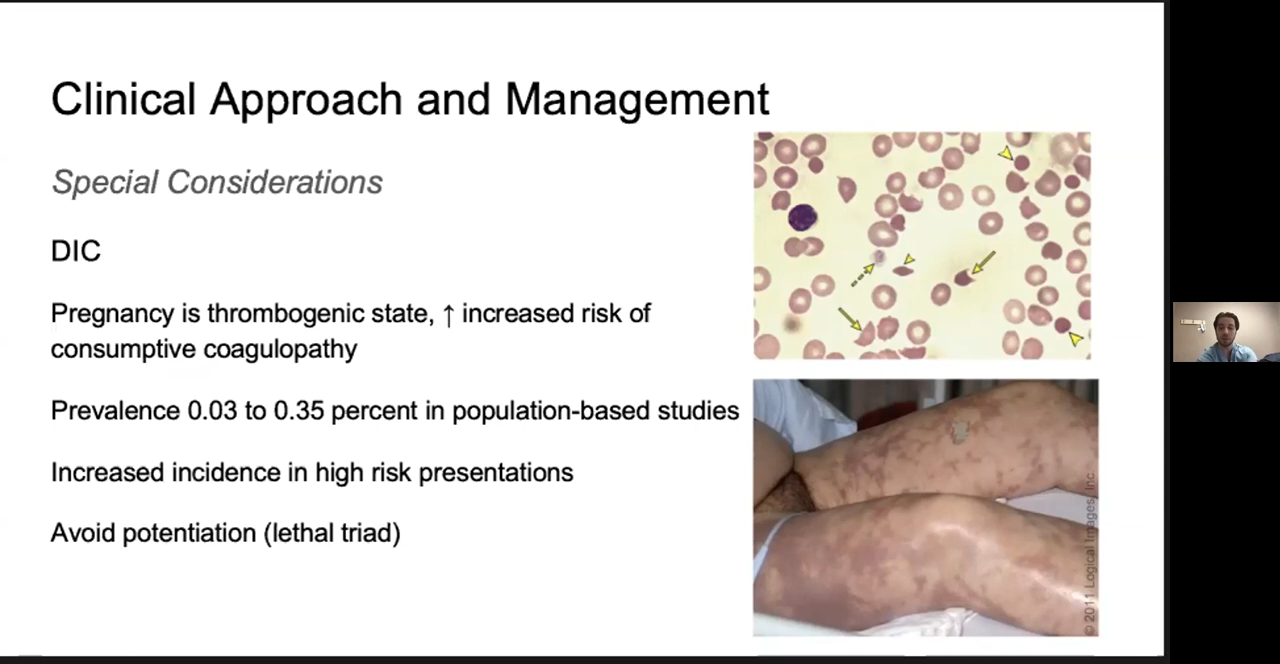 Clinical Approach and Management
Special Considerations
DIC
Pregnancy is thrombogenic state, ↑ increased risk of
consumptive coagulopathy
Prevalence 0.03 to 0.35 percent in population-based studies
Increased incidence in high risk presentations
Avoid potentiation (lethal triad)
© 2011 Logical Images, Inc